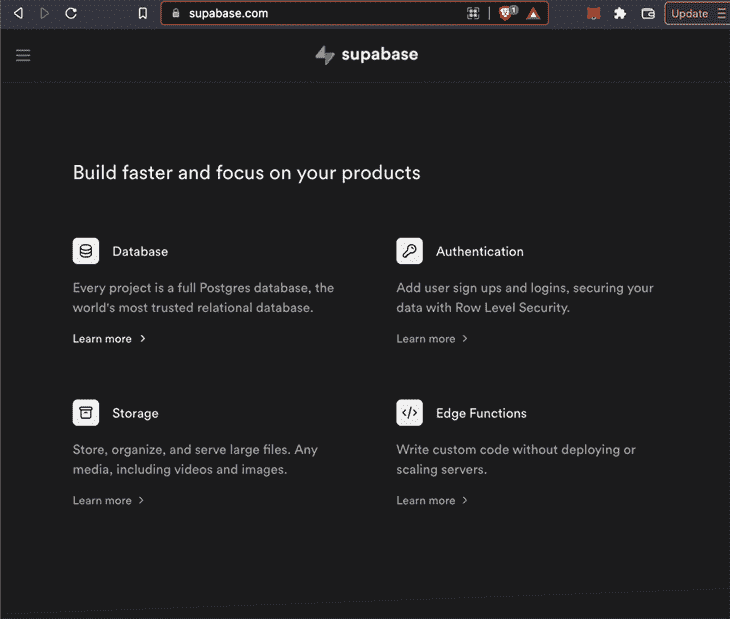 supabase.com
1
Update
supabase
Build faster and focus on your products
Database
Every project is a full Postgres database, the
world's most trusted relational database.
Learn more
Authentication
Add user sign ups and logins, securing your
data with Row Level Security.
Learn more
Storage
Store, organize, and serve large files. Any
media, including videos and images.
Learn more
Edge Functions
Write custom code without deploying or
scaling servers.
Learn more